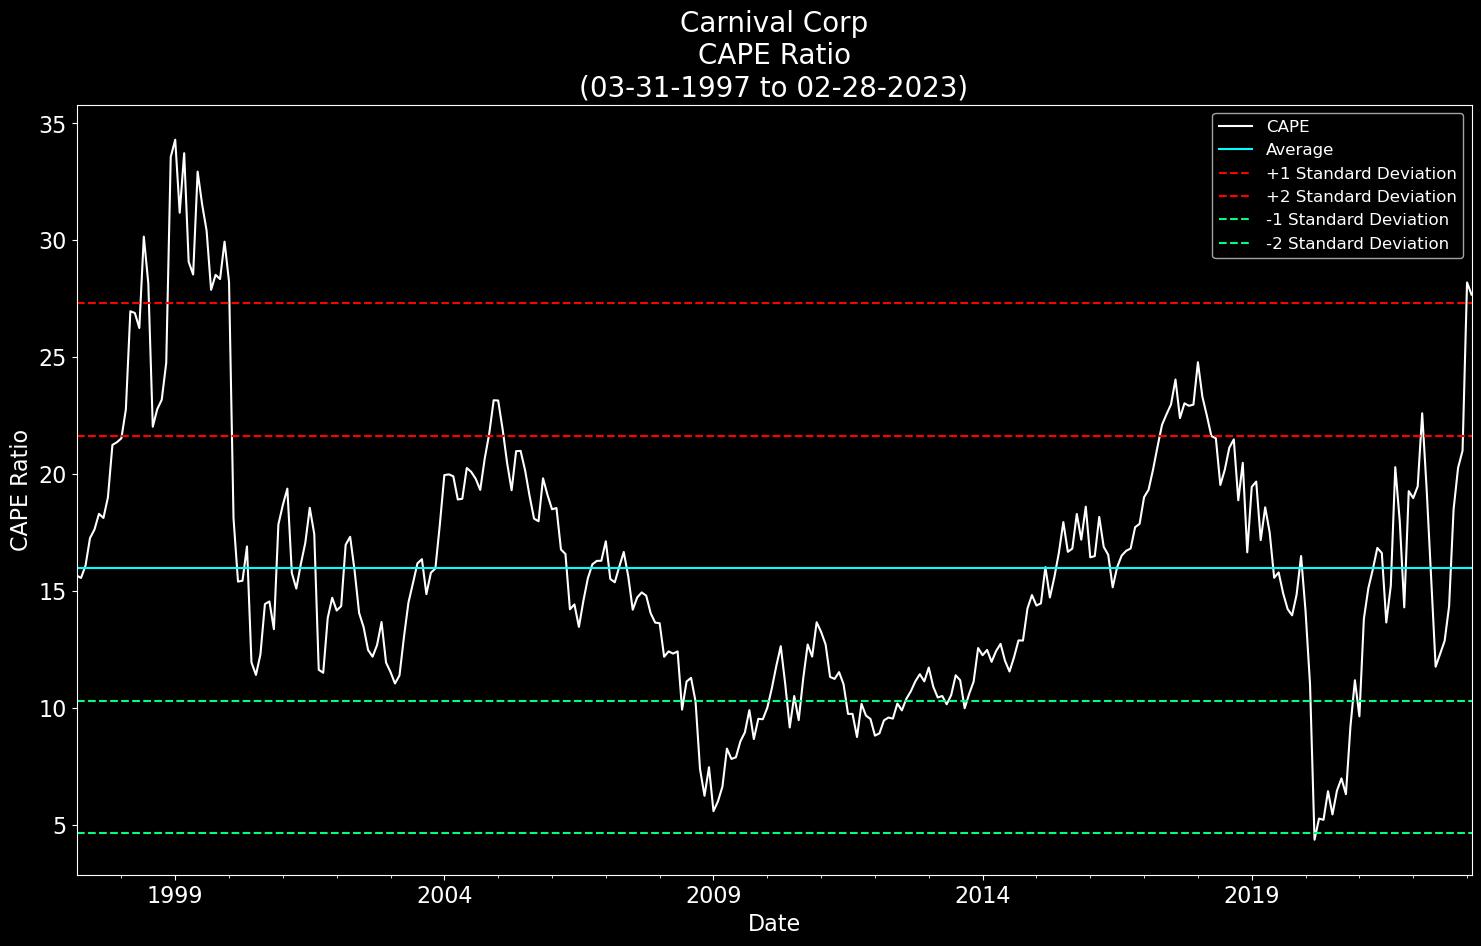 Carnival Corp
CAPE Ratio
(03-31-1997 to 02-28-2023)
35
30
25
20
15
10
5
CAPE Ratio
CAPE
Average
+1 Standard Deviation
+2 Standard Deviation
-1 Standard Deviation
-2 Standard Deviation
1999 2004 2009 2014 2019
Date